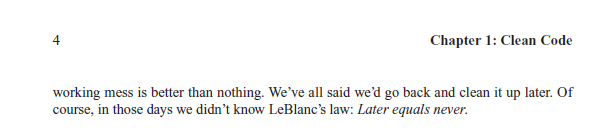 4
Chapter 1: Clean Code
working mess is better than nothing. We’ve all said we’d go back and clean it up later. Of
course, in those days we didn’t know LeBlanc’s law: Later equals never.